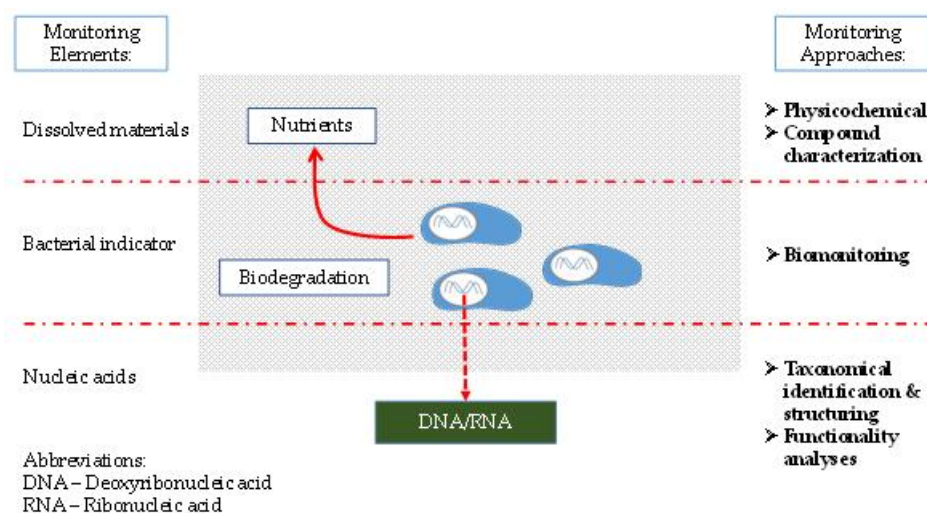 Monitoring
Elements:
Monitoring
Approaches:
Dissolved materials
Nutrients
➤ Physicochemical
➤ Compound
characterization
Bacterial indicator
Biodegradation
➤ Biomonitoring
Nucleic acids
DNA/RNA
➤ Taxonomical
identification &
structuring
➤ Functionality
analyses
Abbreviations:
DNA – Deoxyribonucleic acid
RNA – Ribonucleic acid